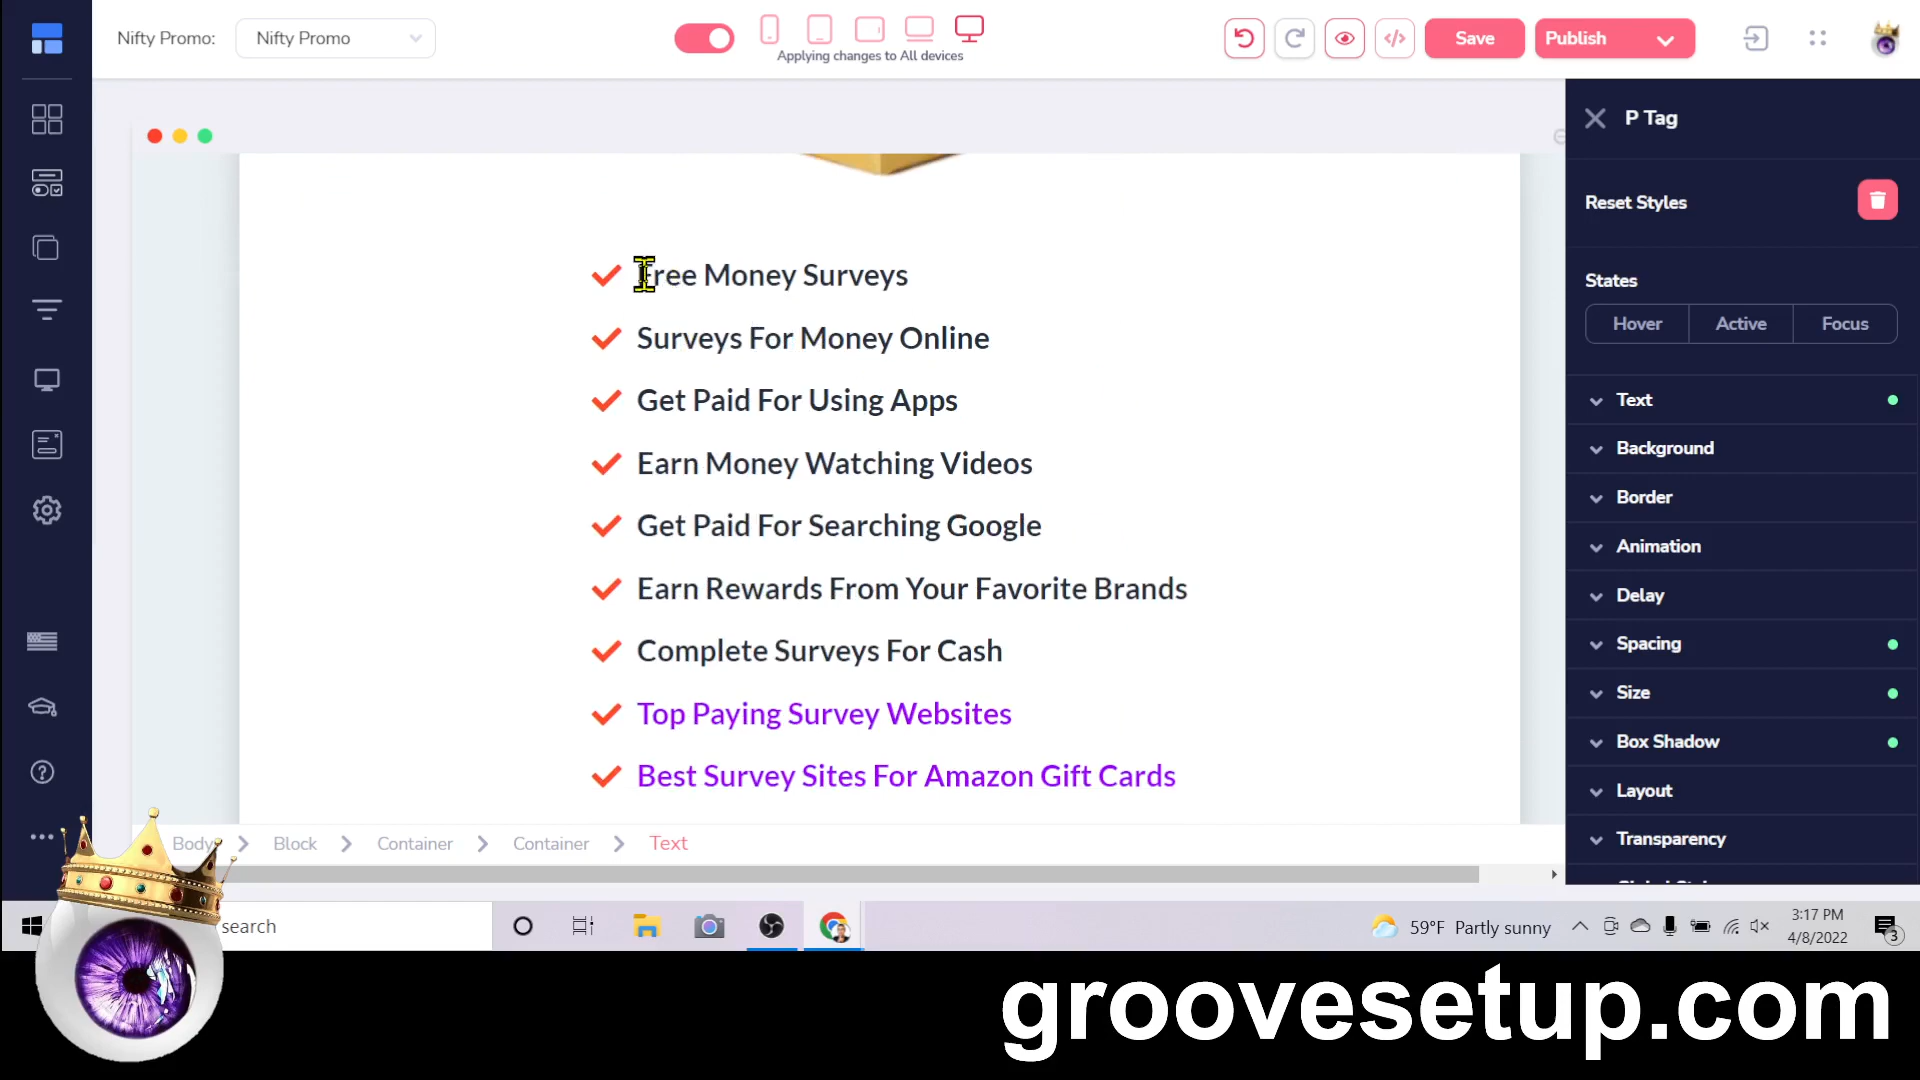 Nifty Promo: Nifty Promo
Applying changes to All devices
Save
Publish
P Tag
Reset Styles
States
Hover Active Focus
Text
Background
Border
Animation
Delay
Spacing
Size
Box Shadow
Layout
Transparency
Free Money Surveys
Surveys For Money Online
Get Paid For Using Apps
Earn Money Watching Videos
Get Paid For Searching Google
Earn Rewards From Your Favorite Brands
Complete Surveys For Cash
Top Paying Survey Websites
Best Survey Sites For Amazon Gift Cards
Body Block Container Container Text
search
59°F Partly sunny
3:17 PM
4/8/2022
3
groovesetup.com